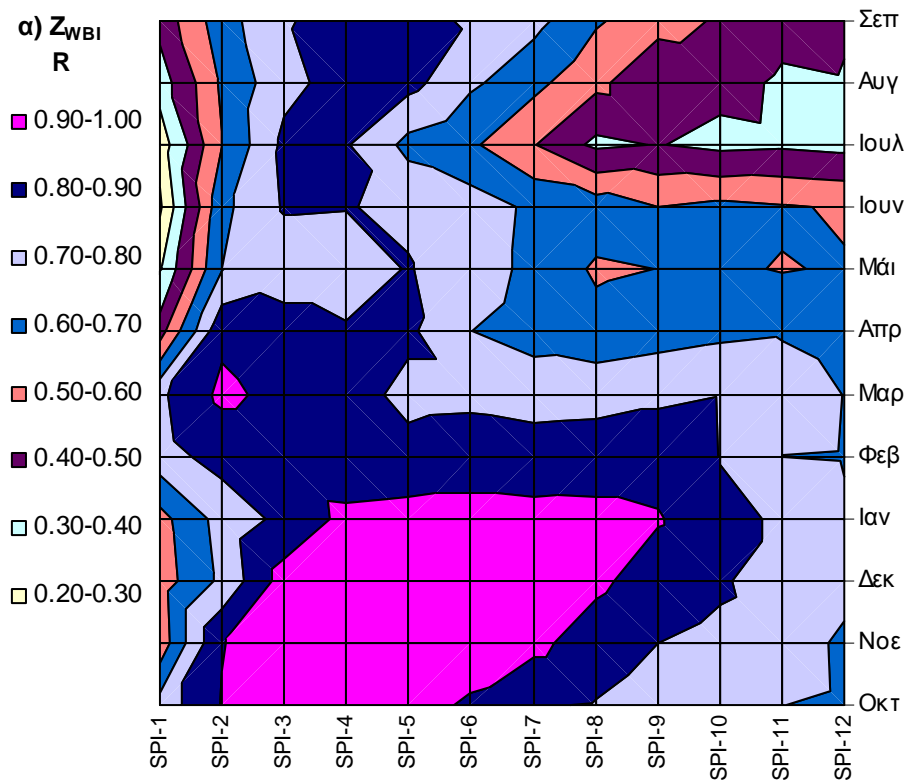 α) ZWBI
R
0.90-1.00
0.80-0.90
0.70-0.80
0.60-0.70
0.50-0.60
0.40-0.50
0.30-0.40
0.20-0.30
Σεπ
Αυγ
Ιουλ
Ιουν
Μάι
Απρ
Μαρ
Φεβ
Ιαν
Δεκ
Νοε
Οκτ
SPI-1
SPI-2
SPI-3
SPI-4
SPI-5
SPI-6
SPI-7
SPI-8
SPI-9
SPI-10
SPI-11
SPI-12